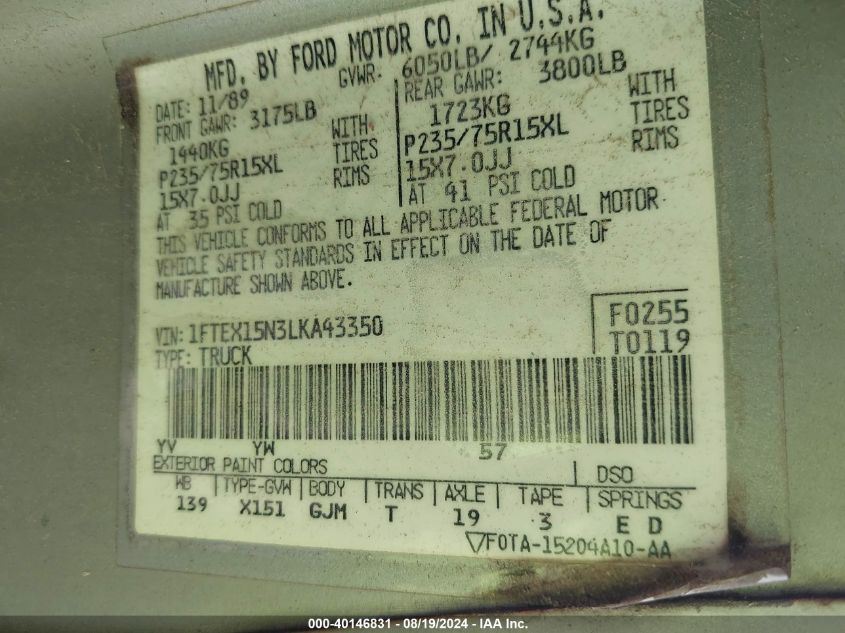 MFD. BY FORD MOTOR CO. IN U.S.A.
DATE: 11/89 GVWR: 6050LB/ 2744KG
FRONT GAWR: 3175LB REAR GAWR: 3800LB
1440KG WITH 1723KG WITH
P235/75R15XL TIRES P235/75R15XL TIRES
15X7.0JJ RIMS 15X7.0JJ RIMS
AT 35 PSI COLD AT 41 PSI COLD
THIS VEHICLE CONFORMS TO ALL APPLICABLE FEDERAL MOTOR
VEHICLE SAFETY STANDARDS IN EFFECT ON THE DATE OF
MANUFACTURE SHOWN ABOVE.
VIN: 1FTEX15N3LKA43350 F0255
TYPE: TRUCK T0119
YV YW 57
EXTERIOR PAINT COLORS DSO
WB TYPE-GVW BODY TRANS AXLE TAPE SPRINGS
139 X151 GJM T 19 3 E D
F0TA-15204A10-AA
000-40146831 - 08/19/2024 - IAA Inc.